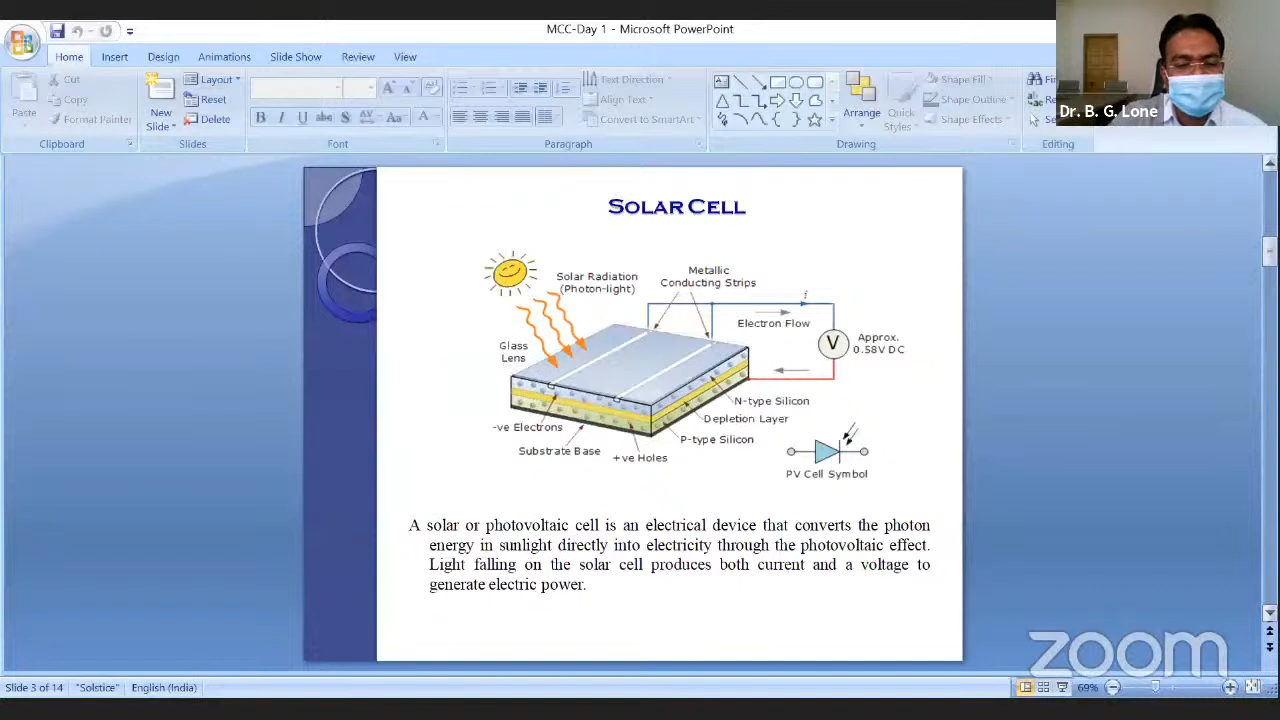 MCC-Day 1 - Microsoft PowerPoint
Home Insert Design Animations Slide Show Review View
Paste
Cut
Copy
Format Painter
Clipboard
New
Slide
Layout
Reset
Delete
Slides
B I U abc S AV Aa A
Font
Text Direction
Align Text
Convert to SmartArt
Paragraph
Arrange
Quick
Styles
Shape Fill
Shape Outline
Shape Effects
Drawing
Editing
Dr. B. G. Lone
SOLAR CELL
Solar Radiation
(Photon-light)
Metallic
Conducting Strips
i
Electron Flow
V
Approx.
0.58V DC
Glass
Lens
N-type Silicon
Depletion Layer
P-type Silicon
-ve Electrons
Substrate Base
+ve Holes
PV Cell Symbol
A solar or photovoltaic cell is an electrical device that converts the photon
energy in sunlight directly into electricity through the photovoltaic effect.
Light falling on the solar cell produces both current and a voltage to
generate electric power.
zoom
Slide 3 of 14 "Solstice" English (India) 69%